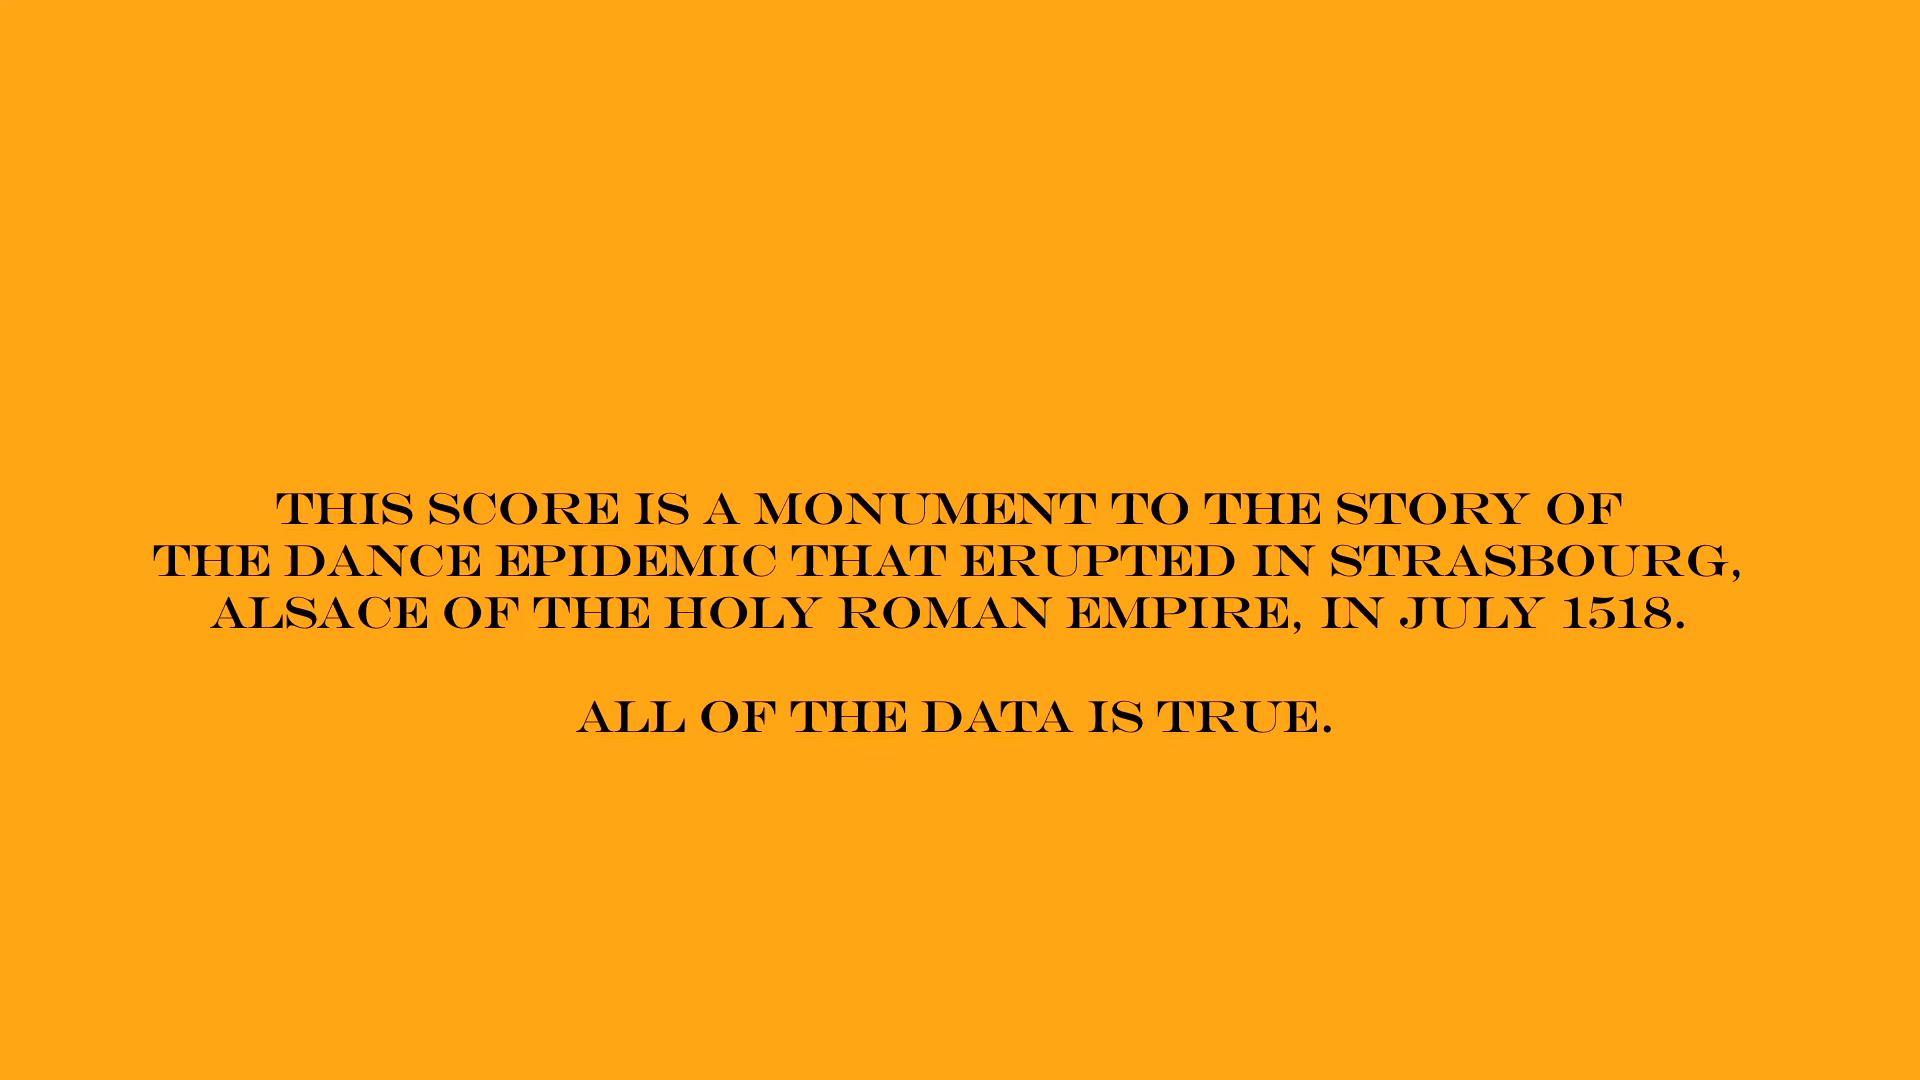 THIS SCORE IS A MONUMENT TO THE STORY OF
THE DANCE EPIDEMIC THAT ERUPTED IN STRASBOURG,
ALSACE OF THE HOLY ROMAN EMPIRE, IN JULY 1518.
ALL OF THE DATA IS TRUE.